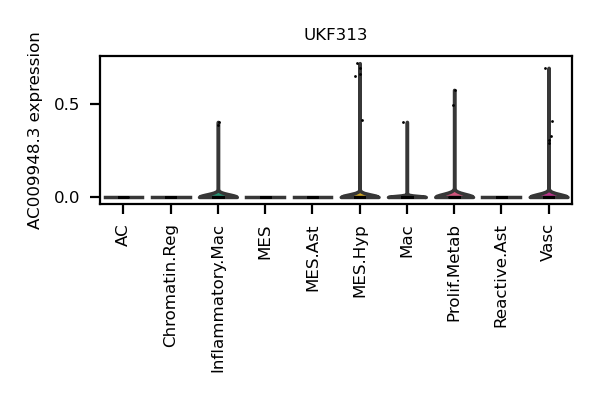 UKF313
AC009948.3 expression
0.5
0.0
AC
Chromatin.Reg
Inflammatory.Mac
MES
MES.Ast
MES.Hyp
Mac
Prolif.Metab
Reactive.Ast
Vasc